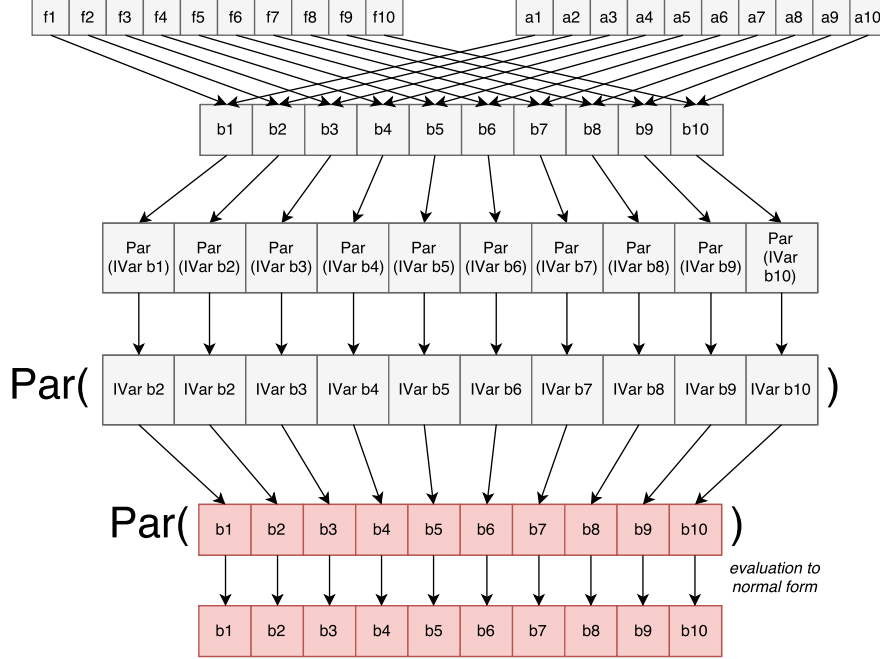 f1 f2 f3 f4 f5 f6 f7 f8 f9 f10 a1 a2 a3 a4 a5 a6 a7 a8 a9 a10
b1 b2 b3 b4 b5 b6 b7 b8 b9 b10
Par (IVar b1) Par (IVar b2) Par (IVar b3) Par (IVar b4) Par (IVar b5) Par (IVar b6) Par (IVar b7) Par (IVar b8) Par (IVar b9) Par (IVar b10)
Par( IVar b2 IVar b2 IVar b3 IVar b4 IVar b5 IVar b6 IVar b7 IVar b8 IVar b9 IVar b10 )
Par( b1 b2 b3 b4 b5 b6 b7 b8 b9 b10 )
evaluation to
normal form
b1 b2 b3 b4 b5 b6 b7 b8 b9 b10